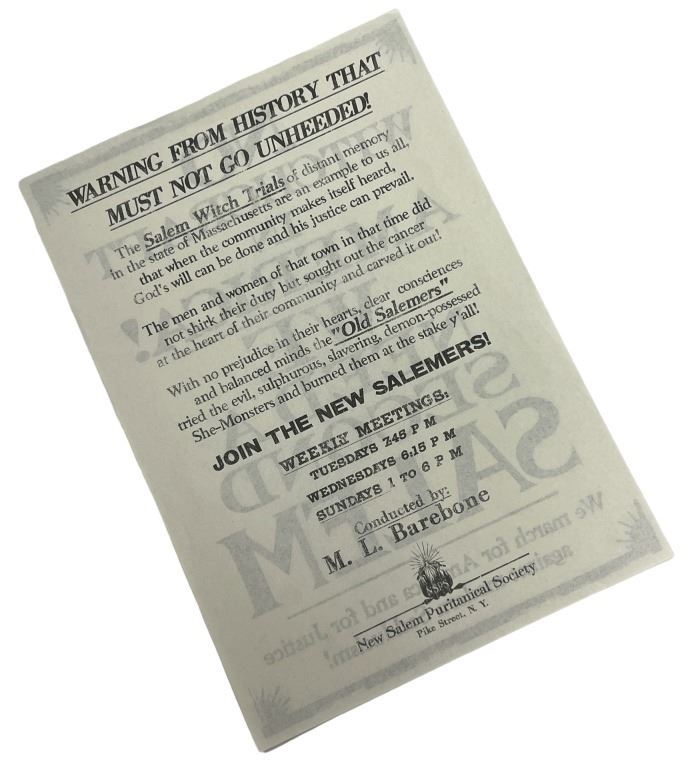 WARNING FROM HISTORY THAT
MUST NOT GO UNHEEDED!
The Salem Witch Trials of distant memory
in the state of Massachusetts are an example to us all,
that when the community makes itself heard,
God's will can be done and his justice can prevail.
The men and women of that town in that time did
not shirk their duty but sought out the cancer
at the heart of their community and carved it out!
With no prejudice in their hearts, clear consciences
and balanced minds the "Old Salemers"
tried the evil, sulphurous, slavering, demon-possessed
She-Monsters and burned them at the stake y'all!
JOIN THE NEW SALEMERS!
WEEKLY MEETINGS:
TUESDAYS 7.45 P M
WEDNESDAYS 6:15 P M
SUNDAYS 1 TO 6 P M
Conducted by:
M. L. Barebone
New Salem Puritanical Society
Pike Street, N. Y.